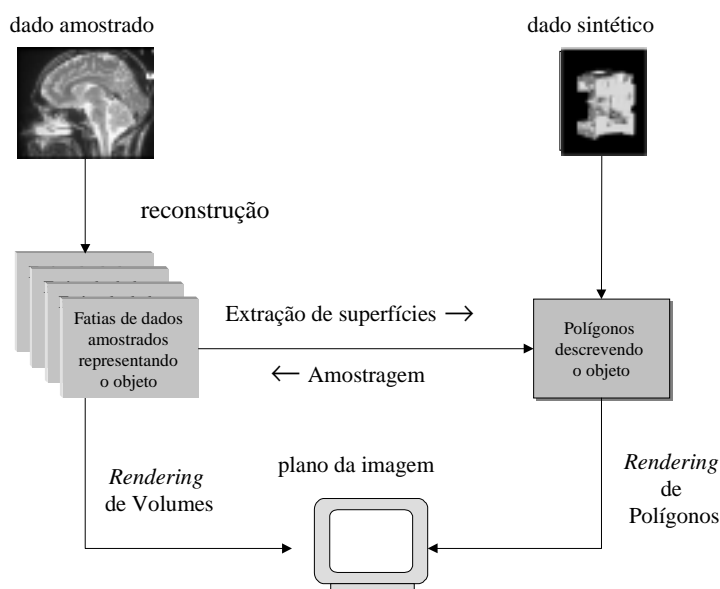 dado amostrado
dado sintético
reconstrução
Extração de superfícies →
← Amostragem
Fatias de dados
amostrados
representando
o objeto
Polígonos
descrevendo
o objeto
Rendering
de Volumes
plano da imagem
Rendering
de
Polígonos